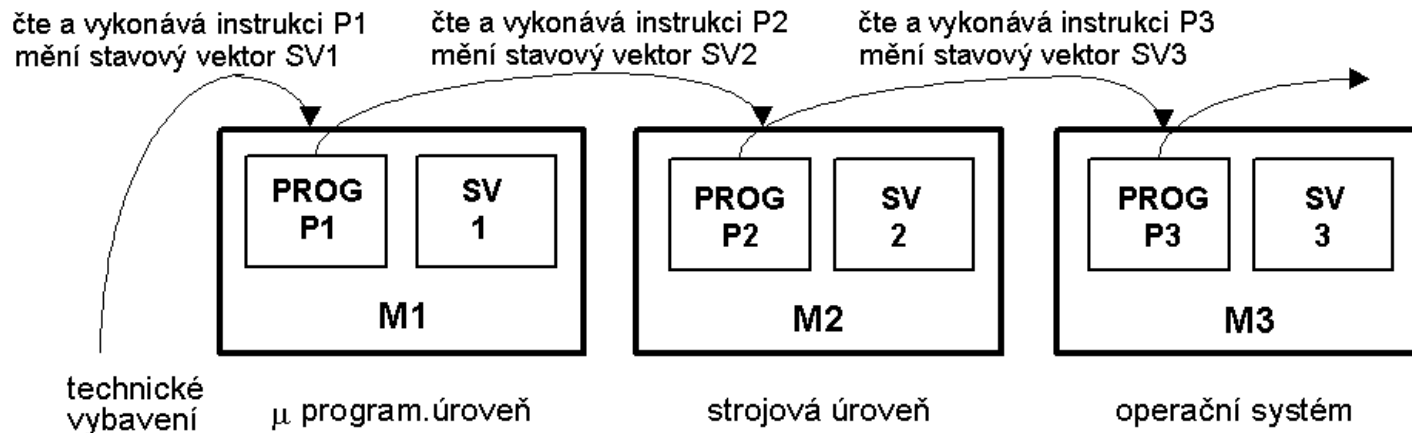 čte a vykonává instrukci P1
mění stavový vektor SV1
čte a vykonává instrukci P2
mění stavový vektor SV2
čte a vykonává instrukci P3
mění stavový vektor SV3
PROG
P1
SV
1
M1
PROG
P2
SV
2
M2
PROG
P3
SV
3
M3
technické
vybavení
μ program.úroveň
strojová úroveň
operační systém